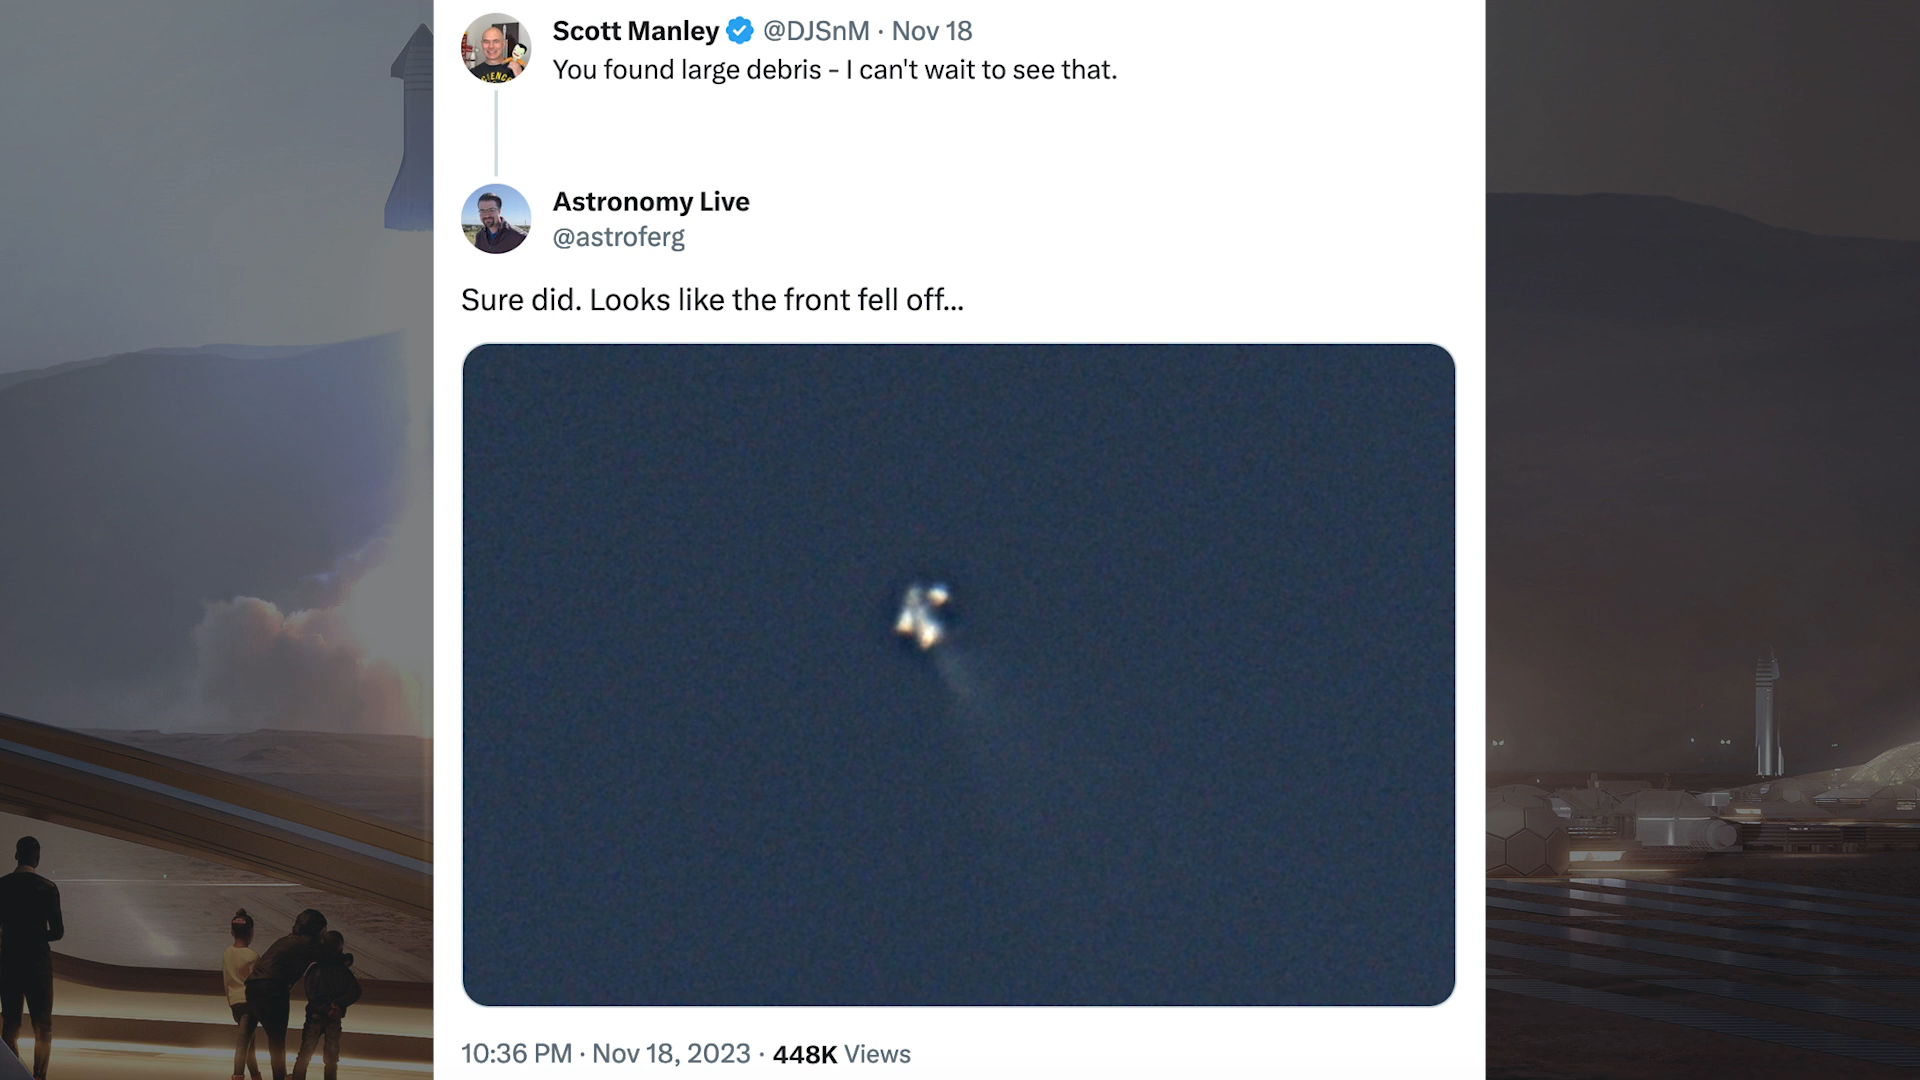 Scott Manley @DJSnM · Nov 18
You found large debris - I can't wait to see that.
Astronomy Live
@astroferg
Sure did. Looks like the front fell off...
10:36 PM · Nov 18, 2023 · 448K Views